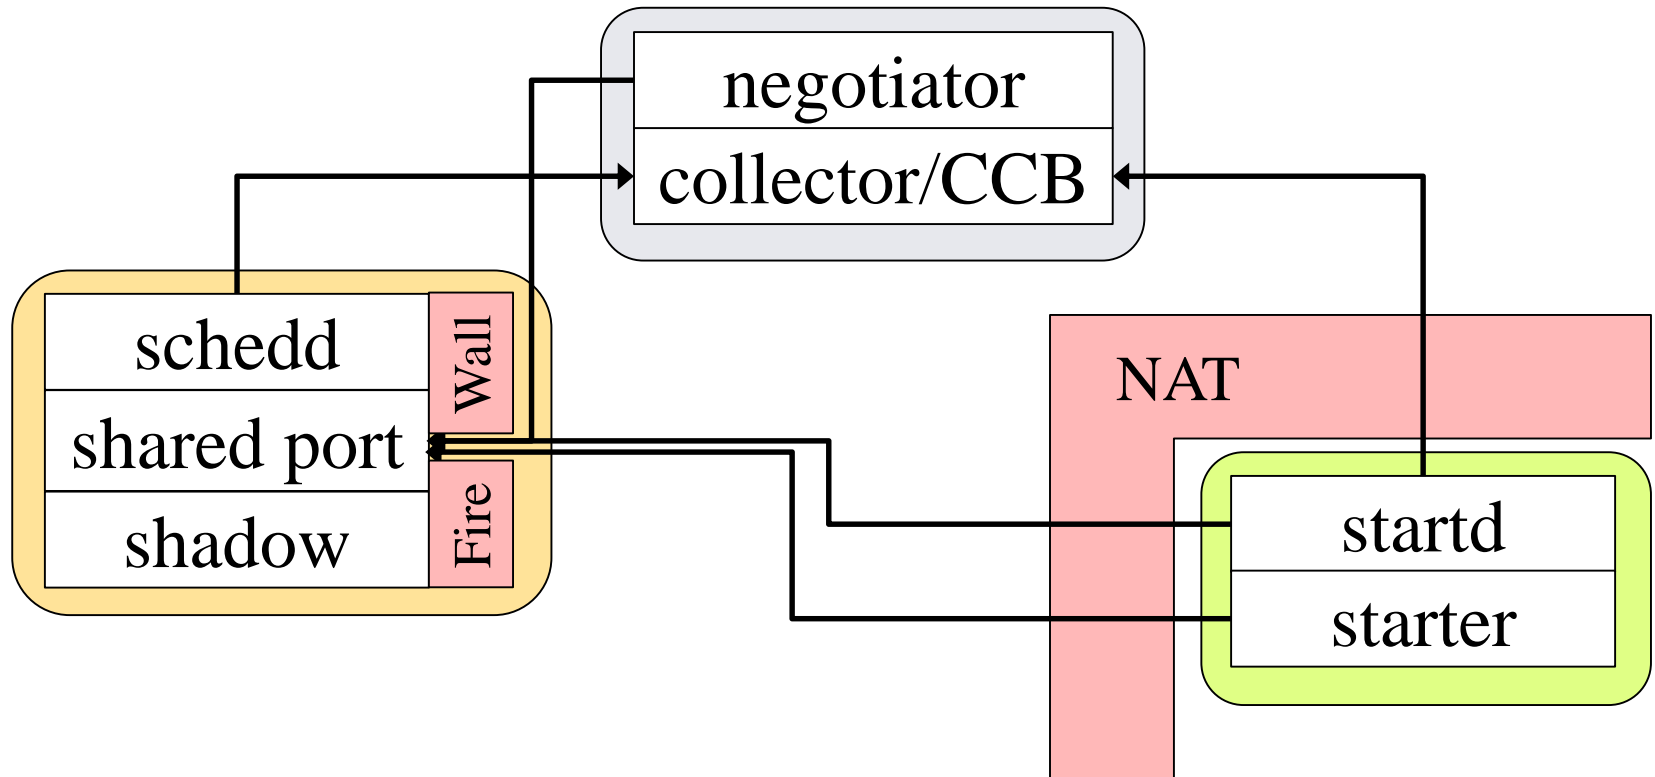 negotiator
collector/CCB
schedd
shared port
shadow
Wall
Fire
NAT
startd
starter